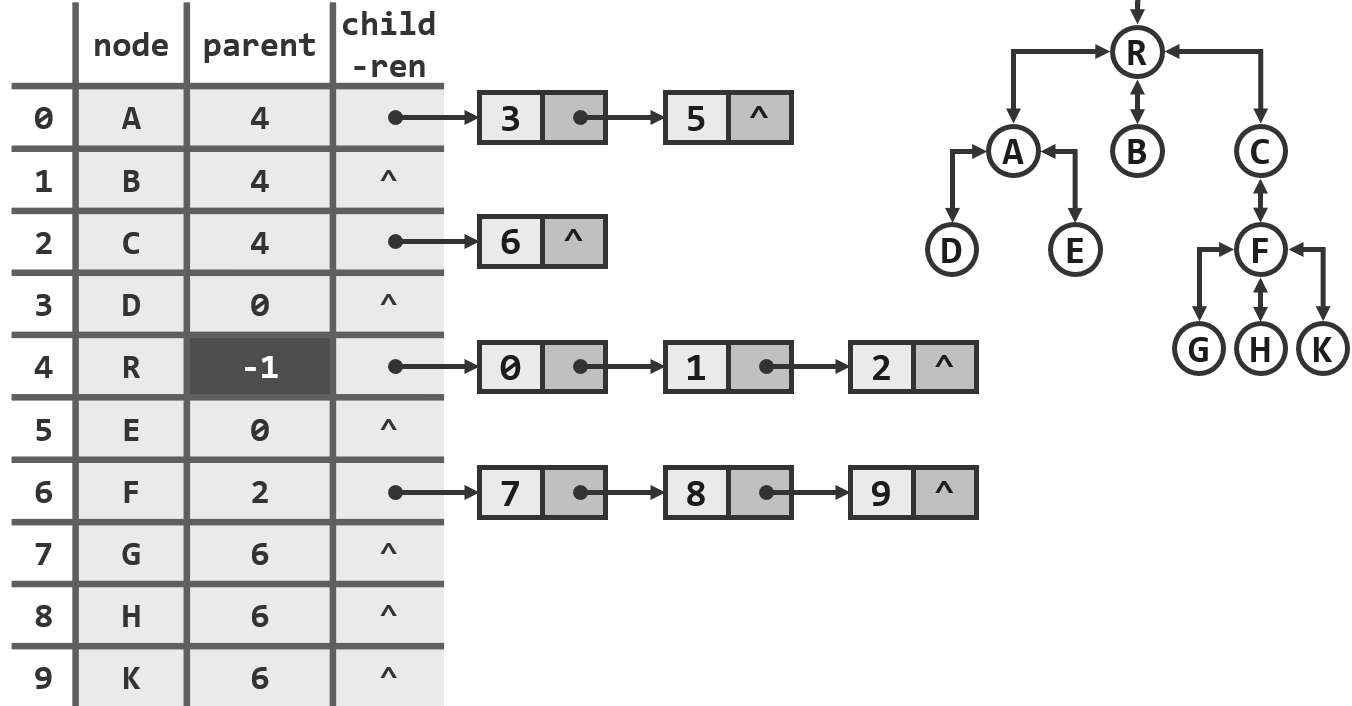 node parent child
-ren
0 A 4 3 5 ^
1 B 4 ^
2 C 4 6 ^
3 D 0 ^
4 R -1 0 1 2 ^
5 E 0 ^
6 F 2 7 8 9 ^
7 G 6 ^
8 H 6 ^
9 K 6 ^
R
A B C
D E F
G H K